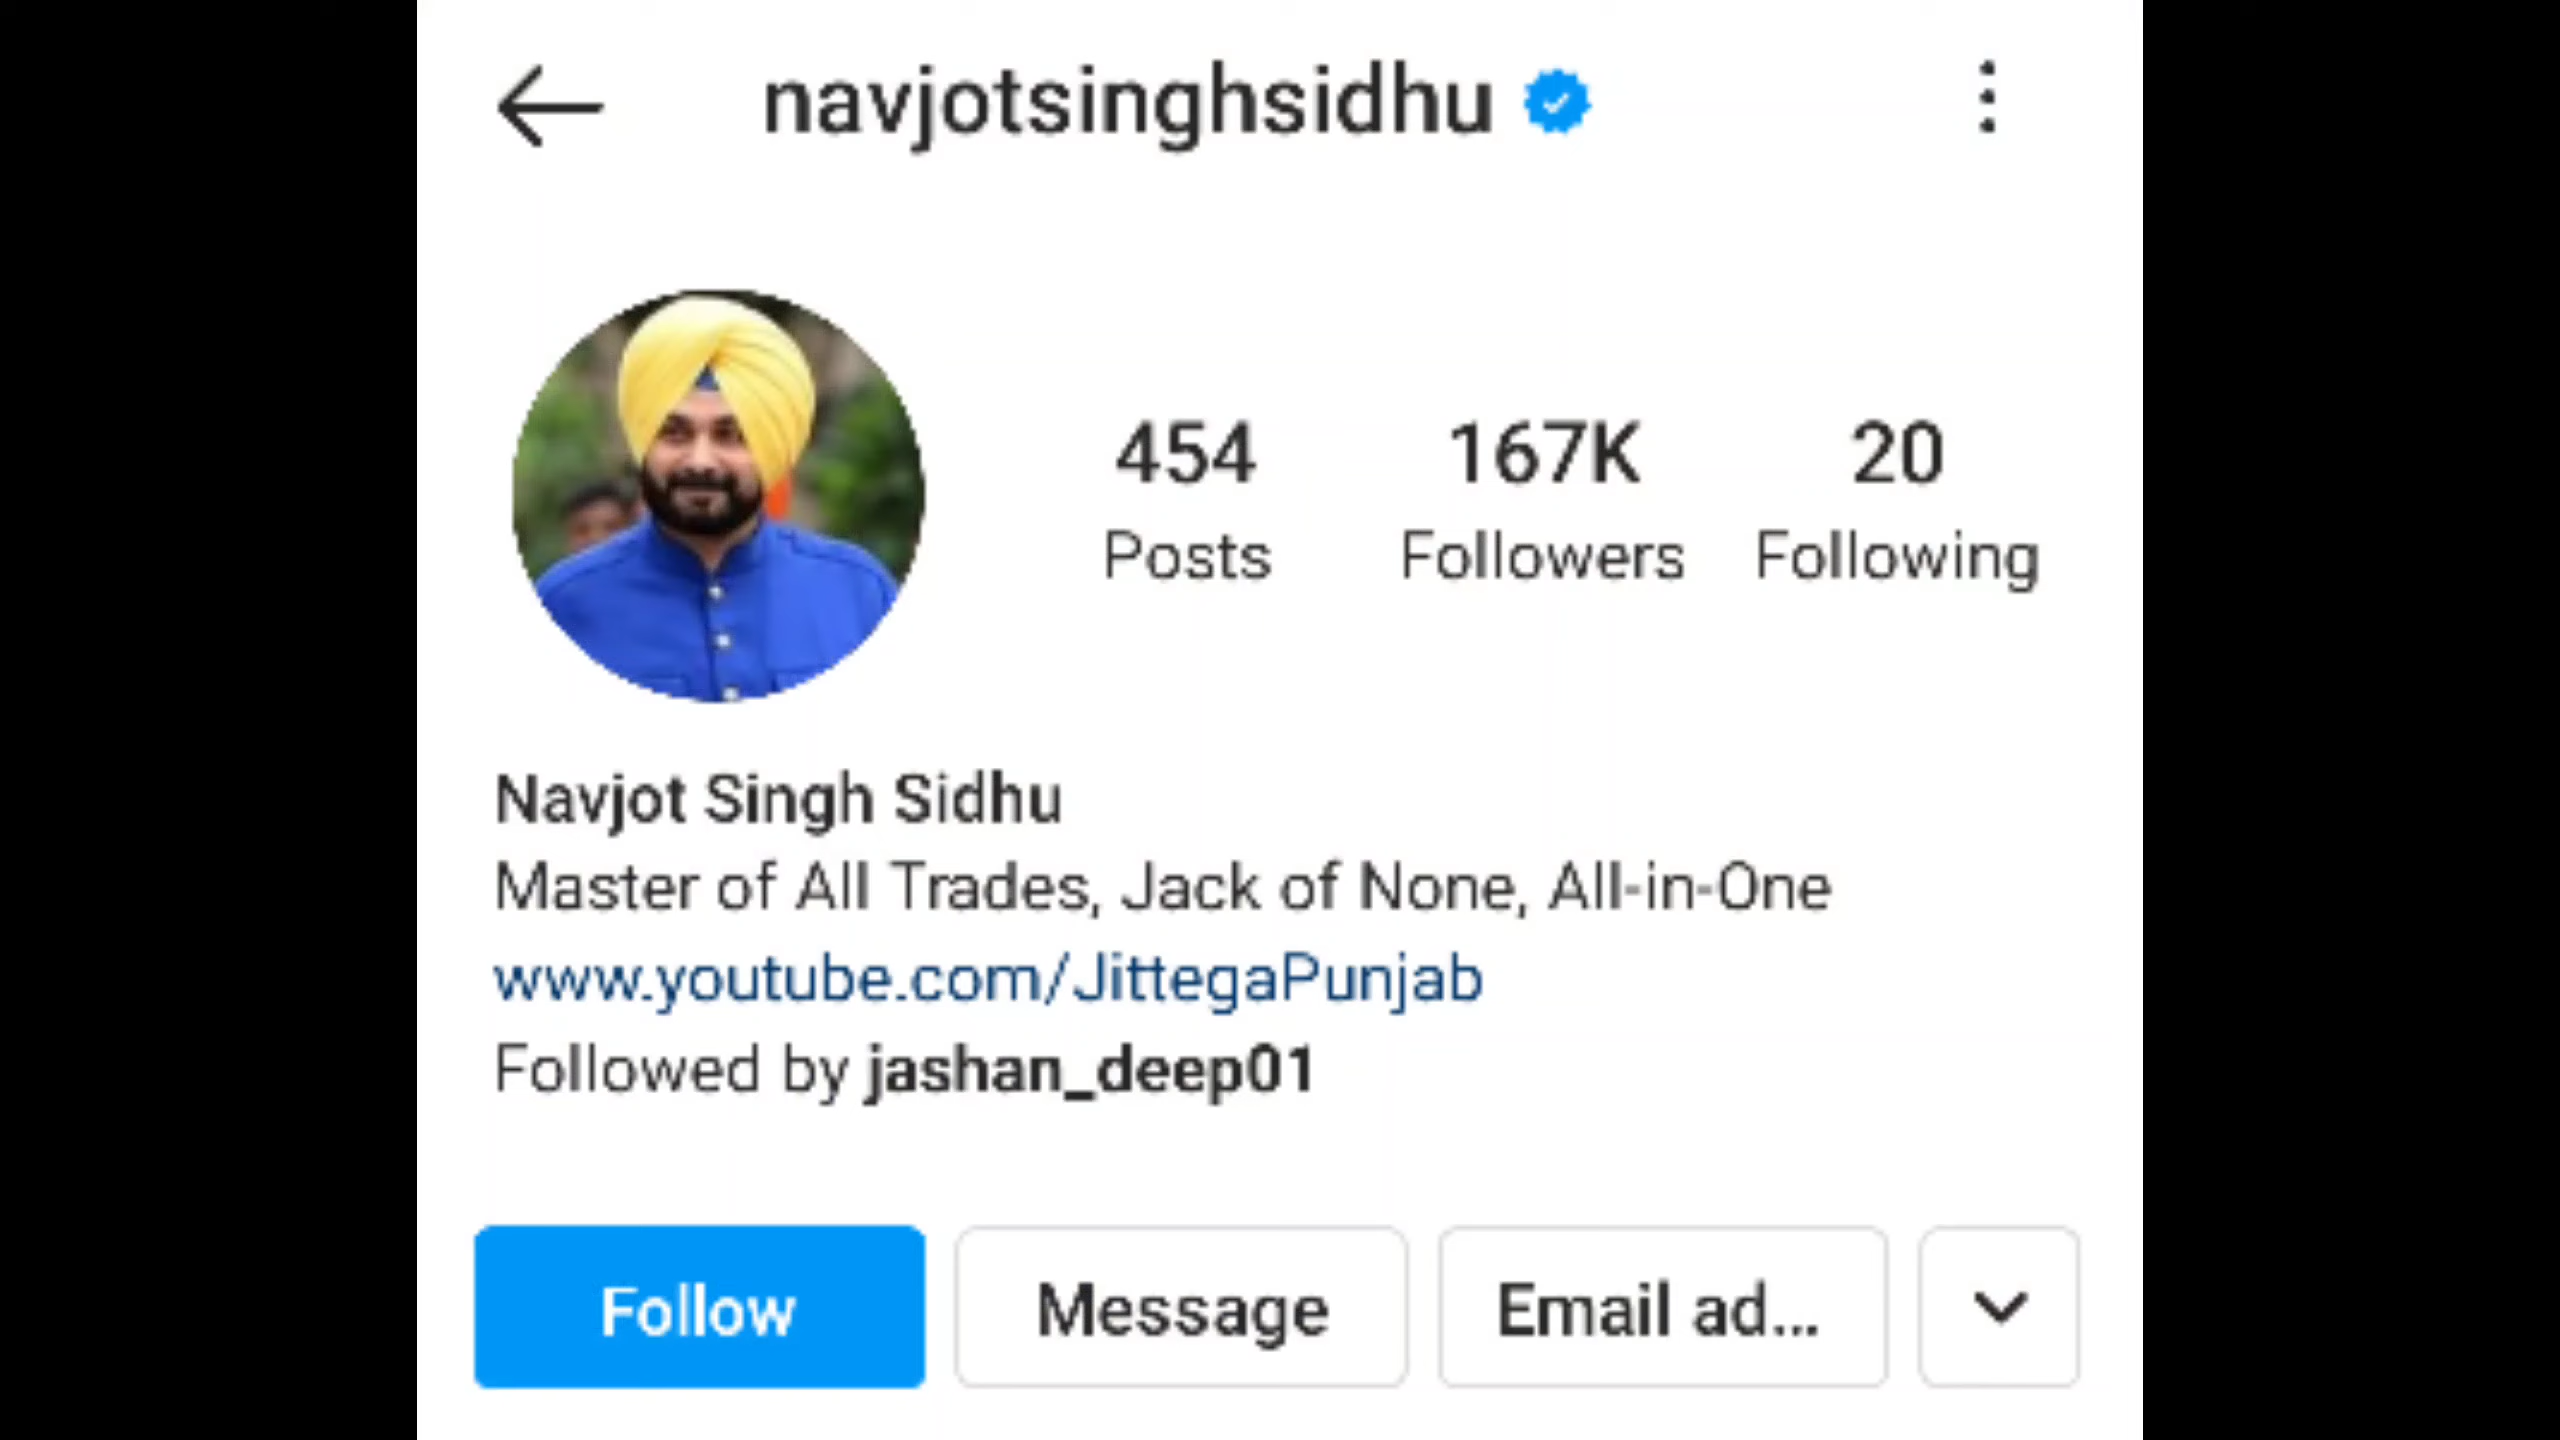 navjotsinghsidhu
454 167K 20
Posts Followers Following
Navjot Singh Sidhu
Master of All Trades, Jack of None, All-in-One
www.youtube.com/JittegaPunjab
Followed by jashan_deep01
Follow Message Email ad...